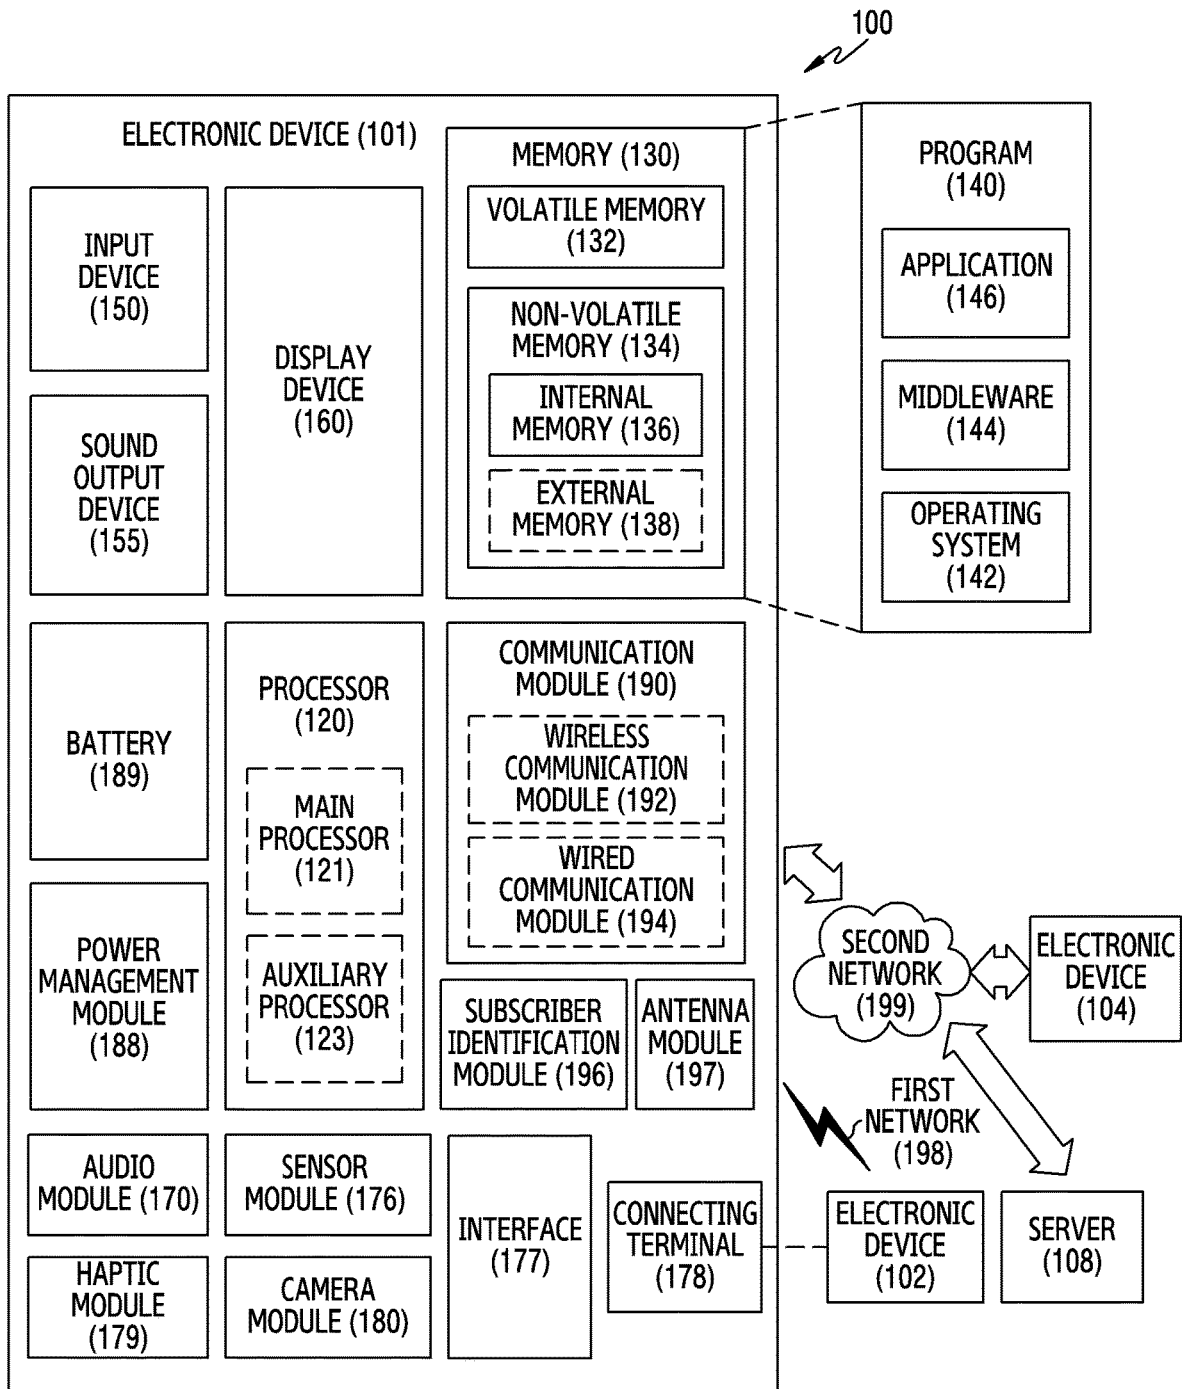 100
ELECTRONIC DEVICE (101)
INPUT
DEVICE
(150)
SOUND
OUTPUT
DEVICE
(155)
DISPLAY
DEVICE
(160)
MEMORY (130)
VOLATILE MEMORY
(132)
NON-VOLATILE
MEMORY (134)
INTERNAL
MEMORY (136)
EXTERNAL
MEMORY (138)
PROGRAM
(140)
APPLICATION
(146)
MIDDLEWARE
(144)
OPERATING
SYSTEM
(142)
BATTERY
(189)
POWER
MANAGEMENT
MODULE
(188)
PROCESSOR
(120)
MAIN
PROCESSOR
(121)
AUXILIARY
PROCESSOR
(123)
COMMUNICATION
MODULE (190)
WIRELESS
COMMUNICATION
MODULE (192)
WIRED
COMMUNICATION
MODULE (194)
SUBSCRIBER
IDENTIFICATION
MODULE (196)
ANTENNA
MODULE
(197)
SECOND
NETWORK
(199)
ELECTRONIC
DEVICE
(104)
FIRST
NETWORK
(198)
AUDIO
MODULE (170)
SENSOR
MODULE (176)
INTERFACE
(177)
CONNECTING
TERMINAL
(178)
ELECTRONIC
DEVICE
(102)
SERVER
(108)
HAPTIC
MODULE
(179)
CAMERA
MODULE (180)